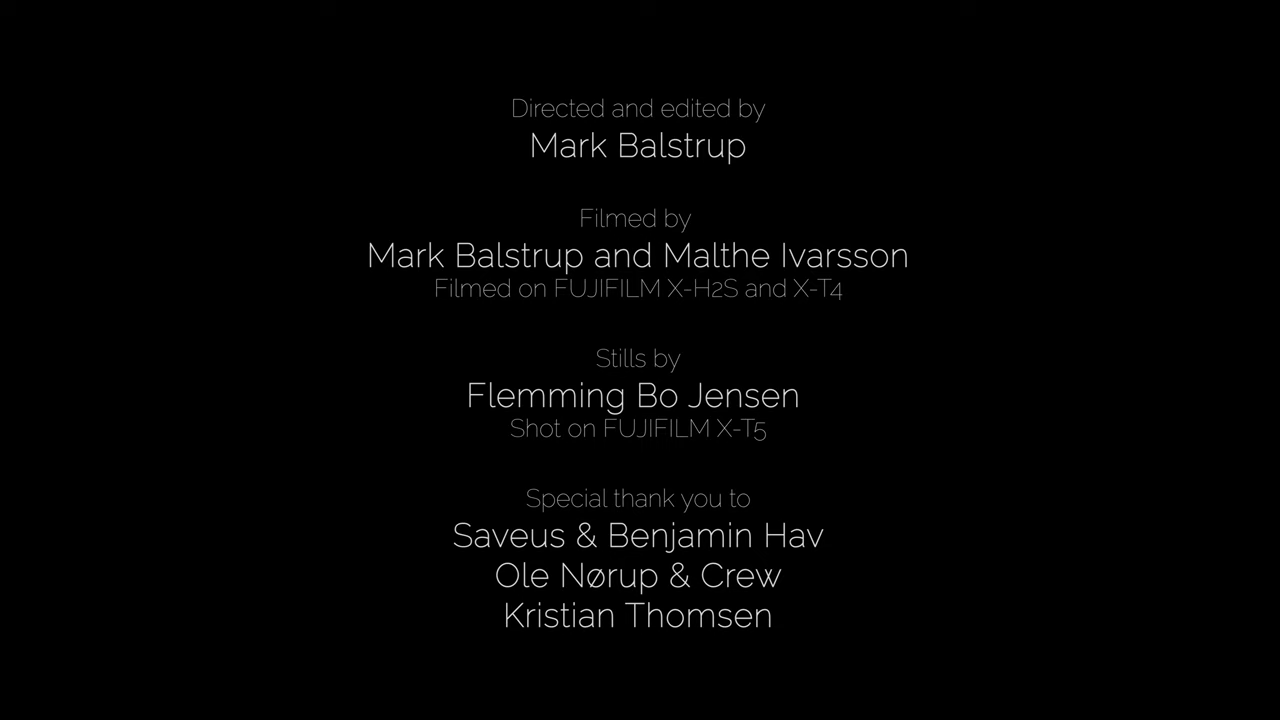 Directed and edited by
Mark Balstrup
Filmed by
Mark Balstrup and Malthe Ivarsson
Filmed on FUJIFILM X-H2S and X-T4
Stills by
Flemming Bo Jensen
Shot on FUJIFILM X-T5
Special thank you to
Saveus & Benjamin Hav
Ole Nørup & Crew
Kristian Thomsen